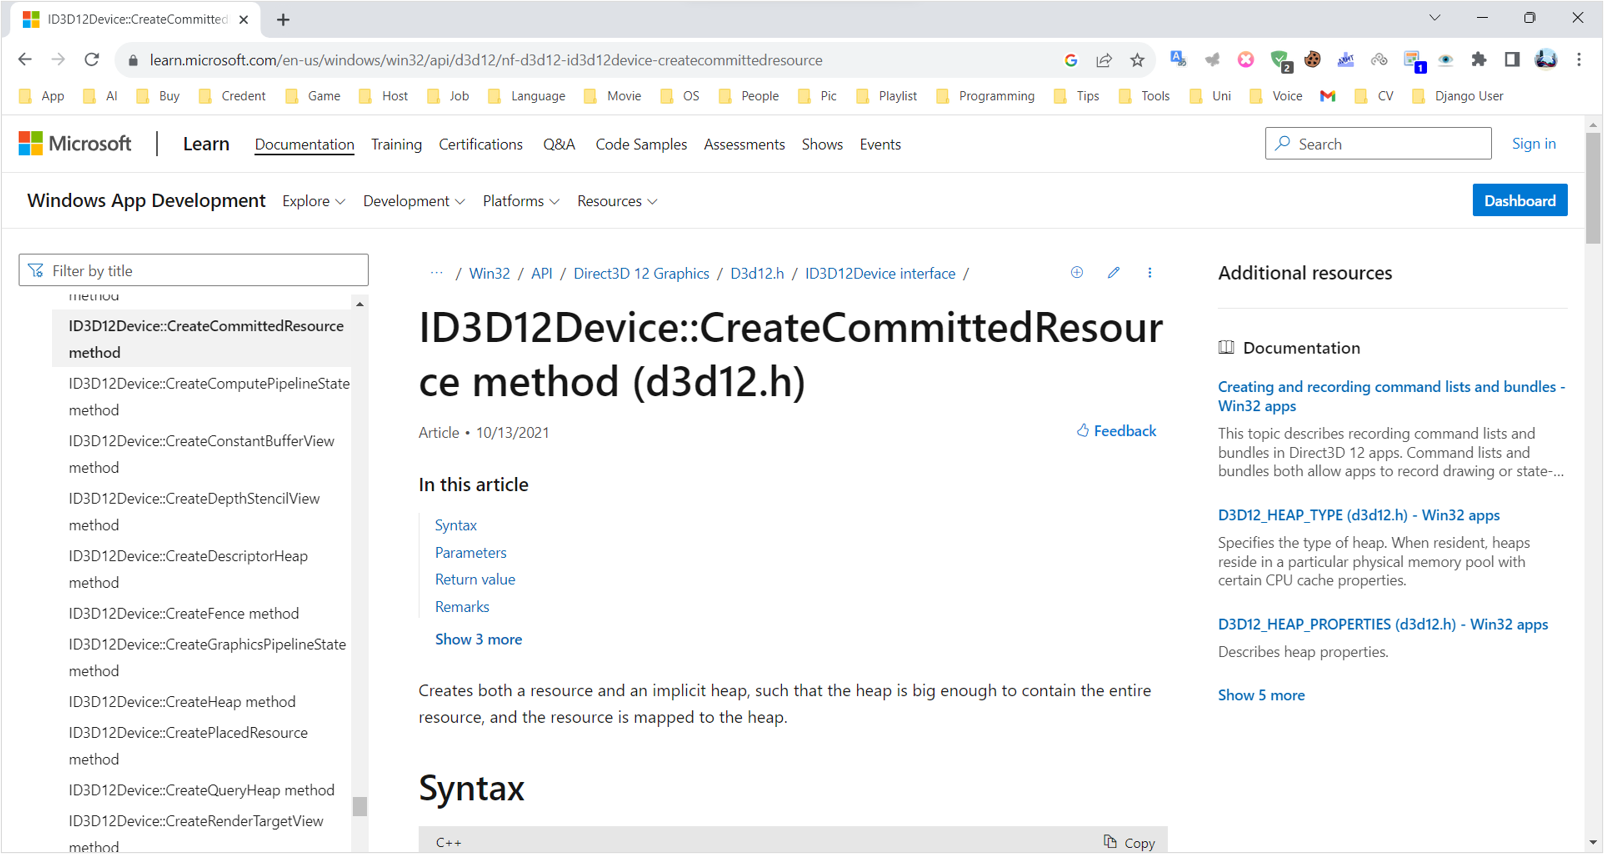 ID3D12Device::CreateCommitted
learn.microsoft.com/en-us/windows/win32/api/d3d12/nf-d3d12-id3d12device-createcommittedresource
2
1
App AI Buy Credent Game Host Job Language Movie OS People Pic Playlist Programming Tips Tools Uni Voice CV Django User
Microsoft Learn Documentation Training Certifications Q&A Code Samples Assessments Shows Events Search Sign in
Windows App Development Explore Development Platforms Resources Dashboard
Filter by title
method
ID3D12Device::CreateCommittedResource
method
ID3D12Device::CreateComputePipelineState
method
ID3D12Device::CreateConstantBufferView
method
ID3D12Device::CreateDepthStencilView
method
ID3D12Device::CreateDescriptorHeap
method
ID3D12Device::CreateFence method
ID3D12Device::CreateGraphicsPipelineState
method
ID3D12Device::CreateHeap method
ID3D12Device::CreatePlacedResource
method
ID3D12Device::CreateQueryHeap method
ID3D12Device::CreateRenderTargetView
method
... / Win32 / API / Direct3D 12 Graphics / D3d12.h / ID3D12Device interface /
ID3D12Device::CreateCommittedResour
ce method (d3d12.h)
Article • 10/13/2021
Feedback
In this article
Syntax
Parameters
Return value
Remarks
Show 3 more
Creates both a resource and an implicit heap, such that the heap is big enough to contain the entire
resource, and the resource is mapped to the heap.
Syntax
C++
Copy
Additional resources
Documentation
Creating and recording command lists and bundles -
Win32 apps
This topic describes recording command lists and
bundles in Direct3D 12 apps. Command lists and
bundles both allow apps to record drawing or state-...
D3D12_HEAP_TYPE (d3d12.h) - Win32 apps
Specifies the type of heap. When resident, heaps
reside in a particular physical memory pool with
certain CPU cache properties.
D3D12_HEAP_PROPERTIES (d3d12.h) - Win32 apps
Describes heap properties.
Show 5 more